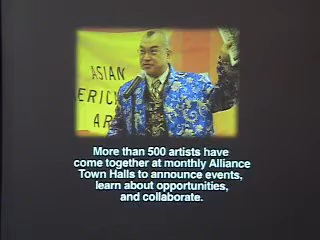 ASIAN
ERIC
AR
More than 500 artists have
come together at monthly Alliance
Town Halls to announce events,
learn about opportunities,
and collaborate.